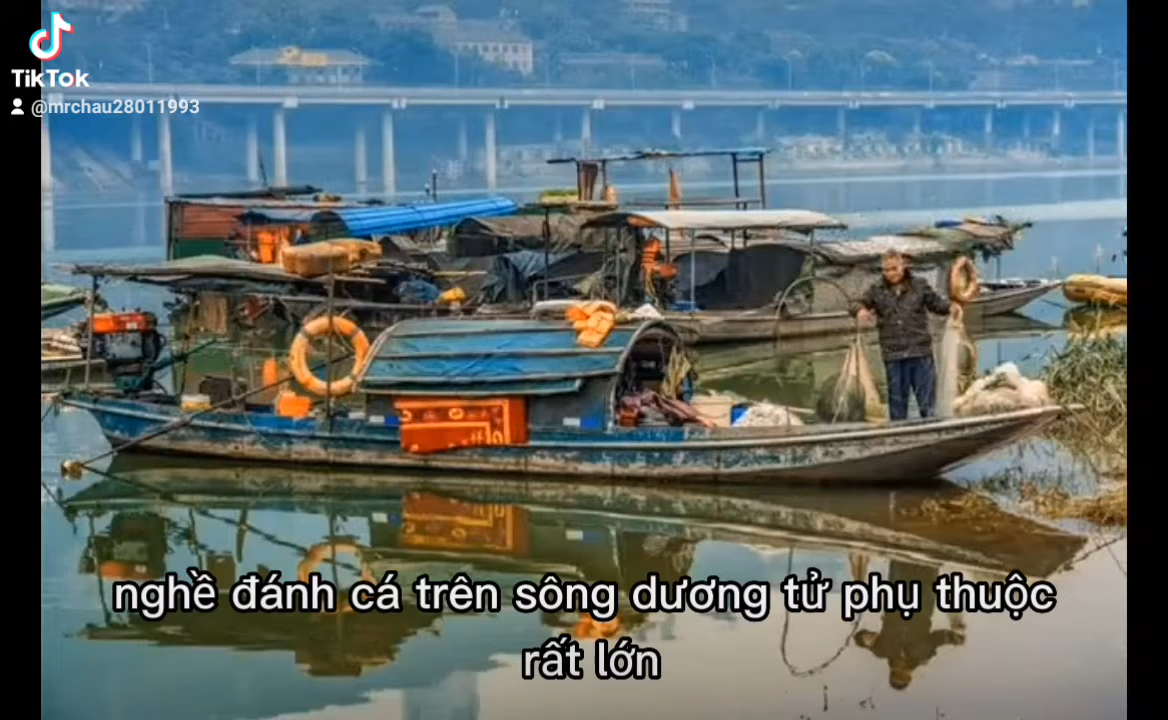 TikTok
@mrchau28011993
nghề đánh cá trên sông dương tử phụ thuộc
rất lớn